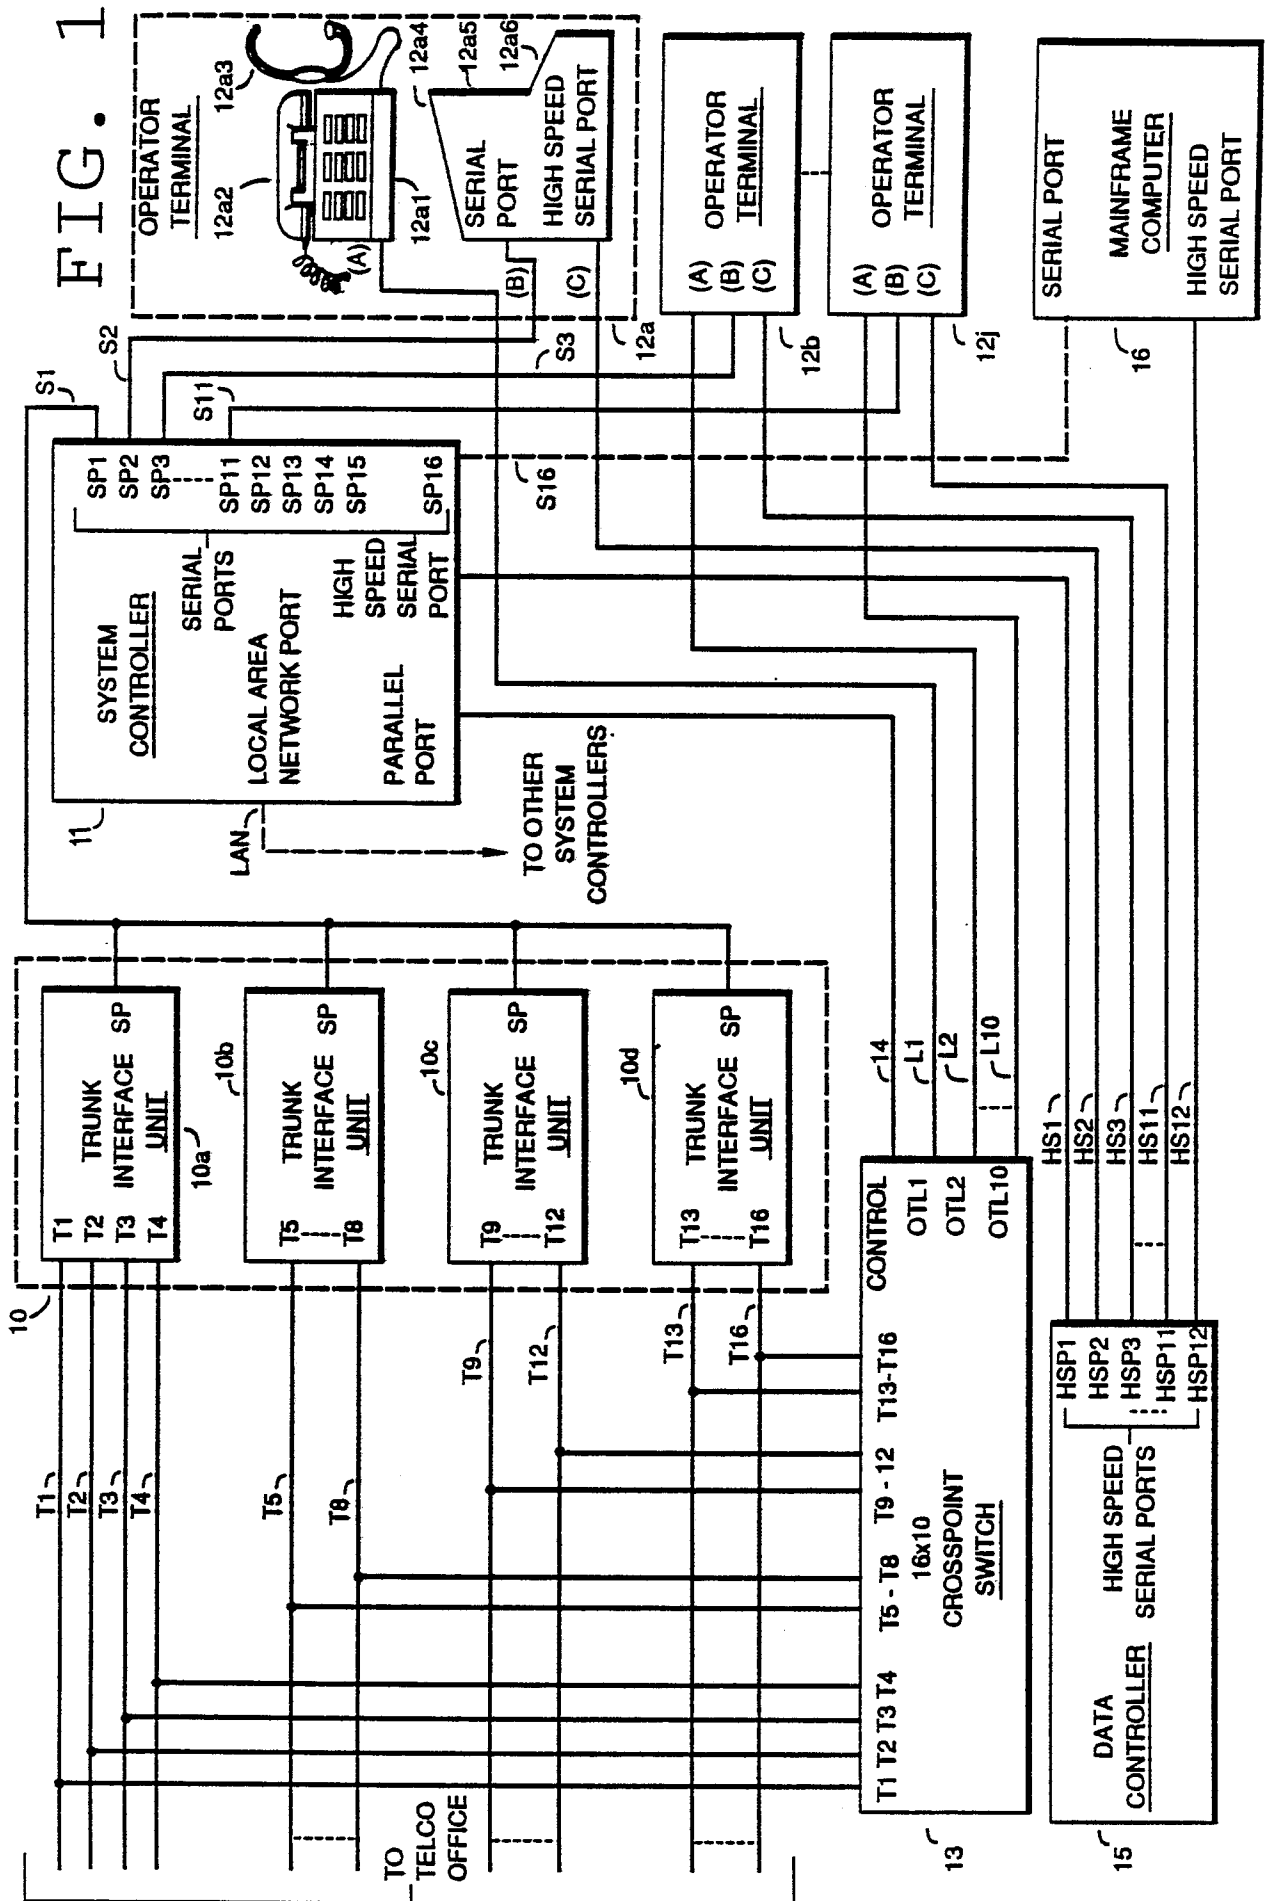 FIG. 1
TO
TELCO
OFFICE
T1
T2
T3
T4
T5
T8
T9
T12
T13
T16
10
T1
T2
T3
T4
TRUNK
INTERFACE
UNIT
SP
10a
T5
T8
TRUNK
INTERFACE
UNIT
SP
10b
T9
T12
TRUNK
INTERFACE
UNIT
SP
10c
T13
T16
TRUNK
INTERFACE
UNIT
SP
10d
11
SYSTEM
CONTROLLER
SERIAL
PORTS
SP1
SP2
SP3
SP11
SP12
SP13
SP14
SP15
SP16
LOCAL AREA
NETWORK PORT
HIGH
SPEED
SERIAL
PORT
PARALLEL
PORT
LAN
TO OTHER
SYSTEM
CONTROLLERS
S1
S2
S3
S11
S16
OPERATOR
TERMINAL
12a2
12a3
12a1
12a4
12a5
12a6
(A)
(B)
(C)
SERIAL
PORT
HIGH SPEED
SERIAL PORT
12a
OPERATOR
TERMINAL
(A)
(B)
(C)
12b
OPERATOR
TERMINAL
(A)
(B)
(C)
12j
SERIAL PORT
MAINFRAME
COMPUTER
HIGH SPEED
SERIAL PORT
16
T1 T2 T3 T4
T5 - T8
T9 - 12
T13-T16
CONTROL
OTL1
OTL2
OTL10
16x10
CROSSPOINT
SWITCH
13
14
L1
L2
L10
HS1
HS2
HS3
HS11
HS12
DATA
CONTROLLER
HIGH SPEED
SERIAL PORTS
HSP1
HSP2
HSP3
HSP11
HSP12
15